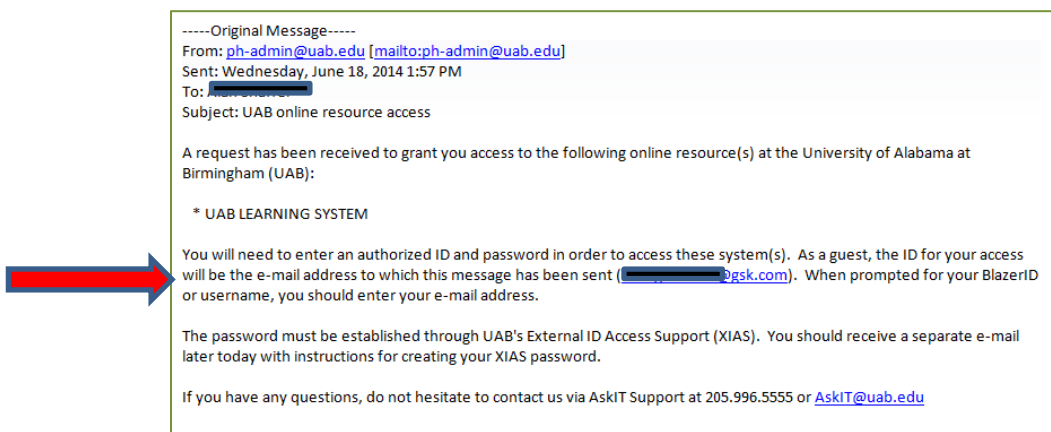 -----Original Message-----
From: ph-admin@uab.edu [mailto:ph-admin@uab.edu]
Sent: Wednesday, June 18, 2014 1:57 PM
To:
Subject: UAB online resource access
A request has been received to grant you access to the following online resource(s) at the University of Alabama at
Birmingham (UAB):
* UAB LEARNING SYSTEM
You will need to enter an authorized ID and password in order to access these system(s).  As a guest, the ID for your access
will be the e-mail address to which this message has been sent (@gsk.com).  When prompted for your BlazerID
or username, you should enter your e-mail address.
The password must be established through UAB's External ID Access Support (XIAS).  You should receive a separate e-mail
later today with instructions for creating your XIAS password.
If you have any questions, do not hesitate to contact us via AskIT Support at 205.996.5555 or AskIT@uab.edu